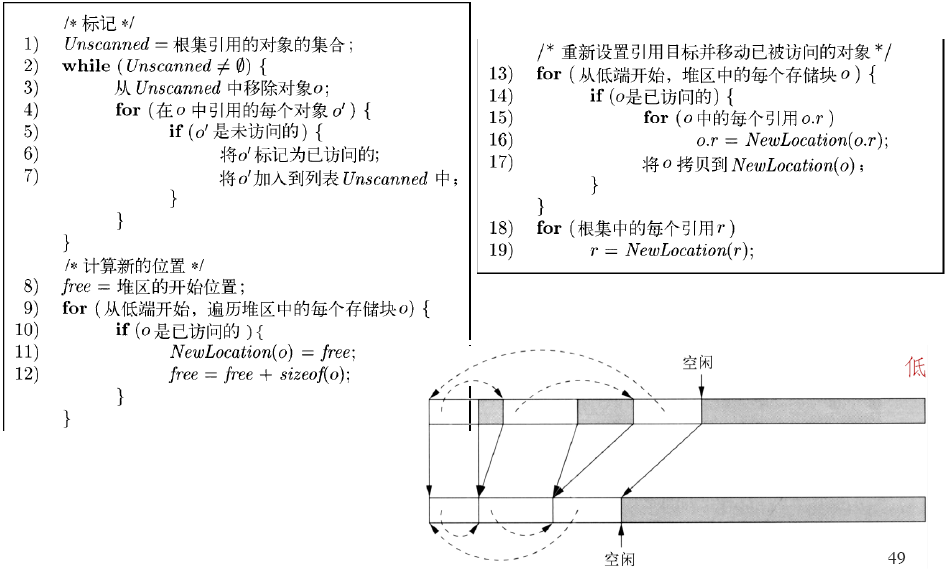 /* 标记 */
1) Unscanned = 根集引用的对象的集合;
2) while (Unscanned ≠ ∅) {
3) 从 Unscanned 中移除对象o;
4) for (在 o 中引用的每个对象 o′) {
5) if (o′ 是未访问的) {
6) 将o′ 标记为已访问的;
7) 将o′加入到列表 Unscanned 中;
}
}
}
/* 计算新的位置 */
8) free = 堆区的开始位置;
9) for (从低端开始, 遍历堆区中的每个存储块o) {
10) if (o是已访问的 ){
11) NewLocation(o) = free;
12) free = free + sizeof(o);
}
}
/* 重新设置引用目标并移动已被访问的对象 */
13) for (从低端开始, 堆区中的每个存储块 o) {
14) if (o是已访问的) {
15) for (o中的每个引用o.r)
16) o.r = NewLocation(o.r);
17) 将 o 拷贝到 NewLocation(o);
}
}
18) for (根集中的每个引用 r)
19) r = NewLocation(r);
空闲
低
空闲
49